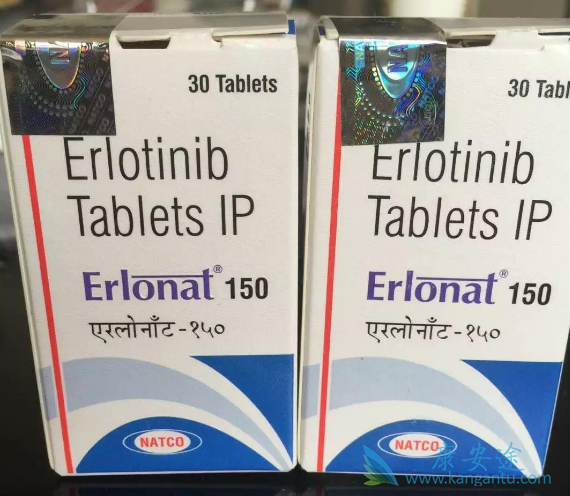 30 Tablets
Erlotinib
Tablets IP
Erlonat® 150
एरलोनाँट-१५०
NATCO
NA
30 Tabl
Erlotinib
Tablets IP
Erlonat® 150
एरलोनाँट-१५०
NATCO
康安途
www.kangantu.com